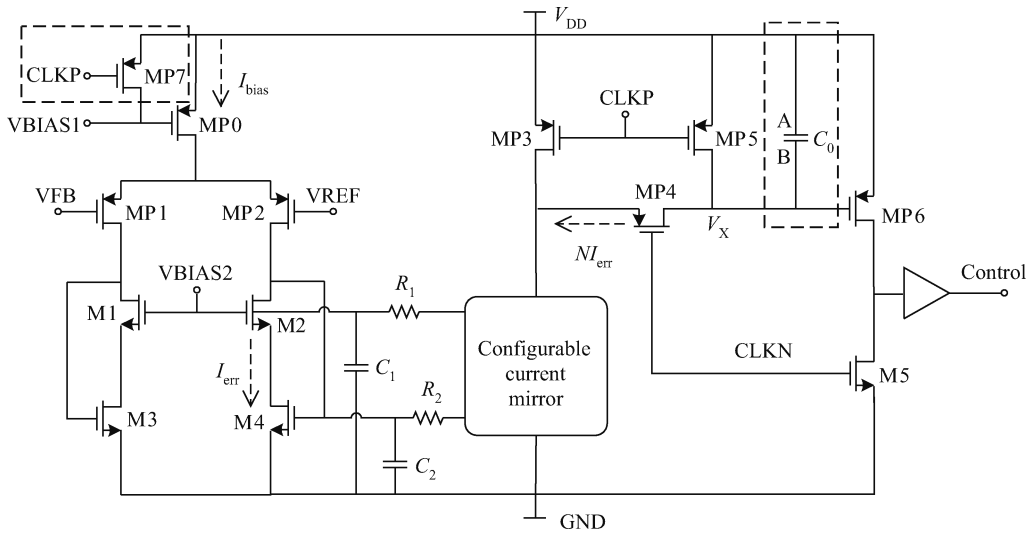 V_DD
CLKP
MP7
I_bias
VBIAS1
MP0
CLKP
MP3
MP5
A
B
C_0
VFB
MP1
MP2
VREF
MP4
MP6
V_X
NI_err
VBIAS2
R_1
Control
M1
M2
Configurable
current
mirror
CLKN
I_err
C_1
R_2
M5
M3
M4
C_2
GND